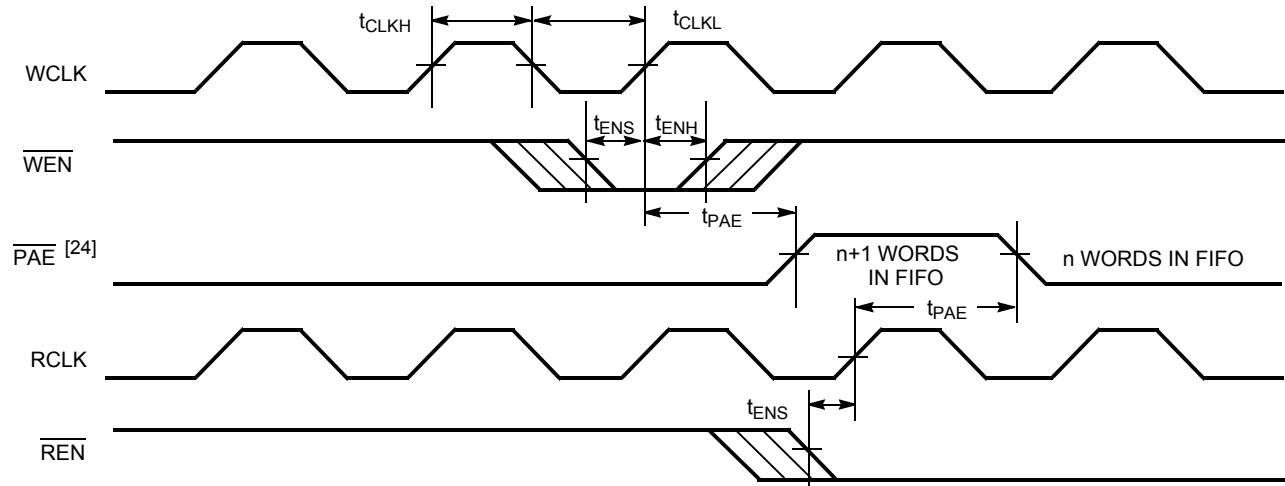 tCLKH
tCLKL
WCLK
tENS
tENH
WEN
tPAE
PAE [24]
n+1 WORDS
IN FIFO
n WORDS IN FIFO
tPAE
RCLK
tENS
REN